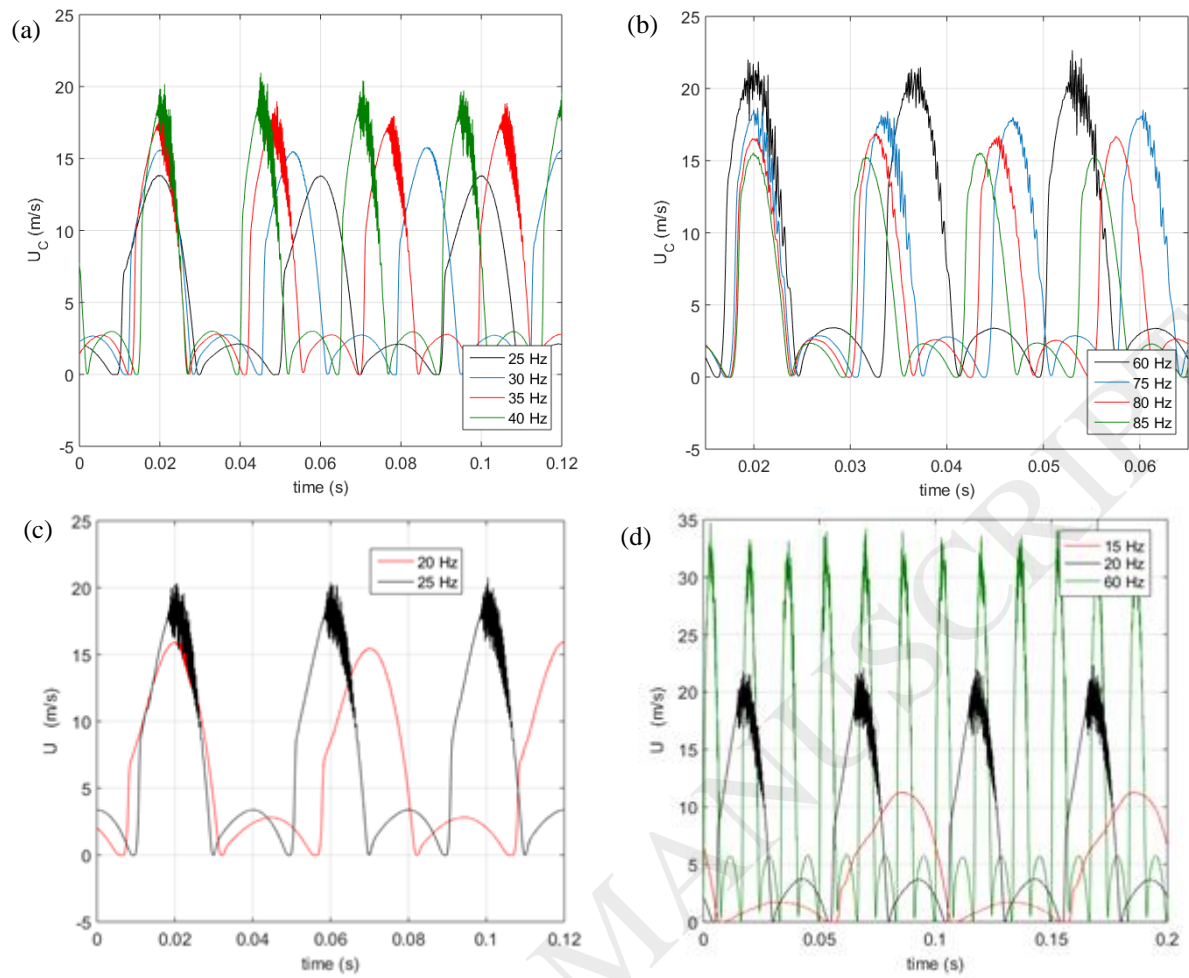 (a)
25
20
15
10
5
0
-5
U_C (m/s)
0 0.02 0.04 0.06 0.08 0.1 0.12
time (s)
25 Hz
30 Hz
35 Hz
40 Hz
(b)
25
20
15
10
5
0
-5
U_C (m/s)
0.02 0.03 0.04 0.05 0.06
time (s)
60 Hz
75 Hz
80 Hz
85 Hz
(c)
25
20
15
10
5
0
-5
U (m/s)
0 0.02 0.04 0.06 0.08 0.1 0.12
time (s)
20 Hz
25 Hz
(d)
35
30
25
20
15
10
5
0
U (m/s)
0 0.05 0.1 0.15 0.2
time (s)
15 Hz
20 Hz
60 Hz
MANUSCRIPT